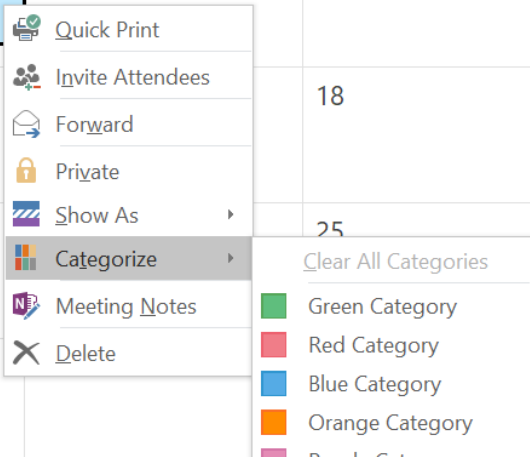 Quick Print
Invite Attendees
Forward
18
Private
Show As
25
Categorize
Clear All Categories
Meeting Notes
Green Category
Red Category
Delete
Blue Category
Orange Category